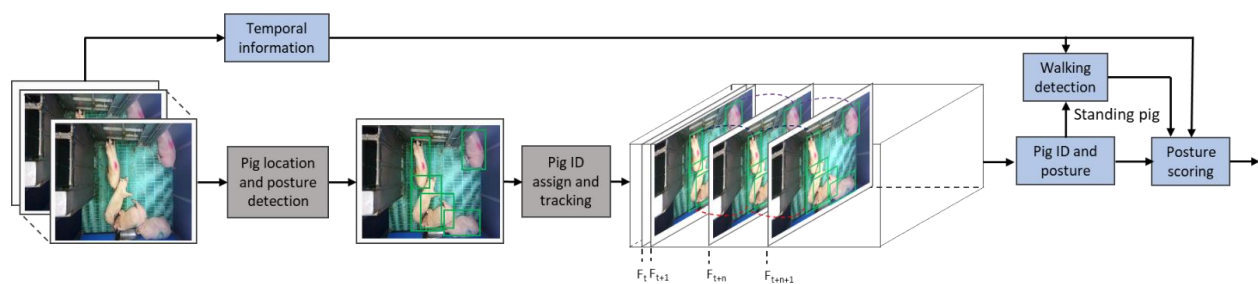 Temporal
information
Walking
detection
Standing pig
Pig location
and posture
detection
Pig ID
assign and
tracking
Pig ID and
posture
Posture
scoring
Ft Ft+1 Ft+n Ft+n+1